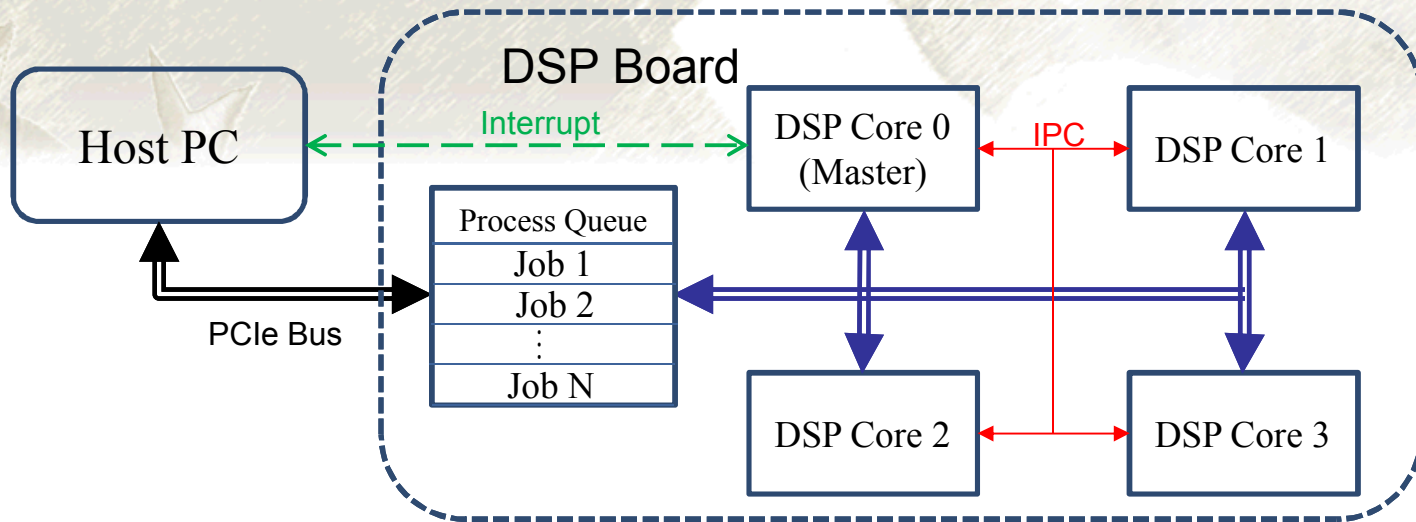 DSP Board
Host PC
Interrupt
DSP Core 0
(Master)
IPC
DSP Core 1
Process Queue
Job 1
Job 2
⋮
Job N
PCIe Bus
DSP Core 2
DSP Core 3